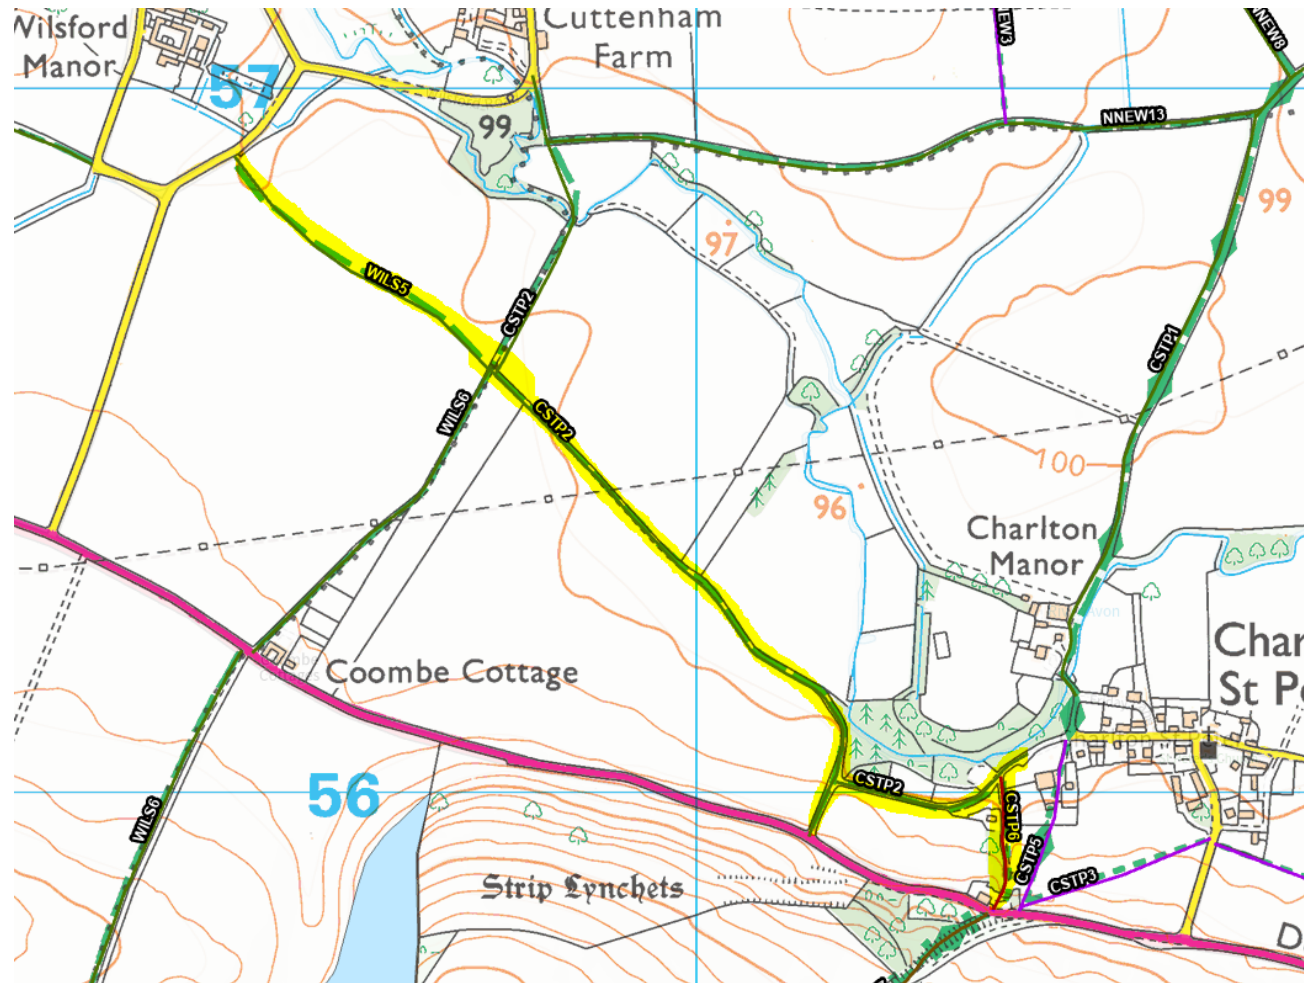 Wilsford
Manor
57
Cuttenham
Farm
99
NNEW8
NNEW13
99
97
WILS5
CSTP2
CSTP1
WILS6
CSTP2
100
96
Charlton
Manor
Avon
Coombe Cottage
Char
St P
56
WILS6
CSTP2
CSTP6
CSTP5
CSTP3
Strip Lynchets
D